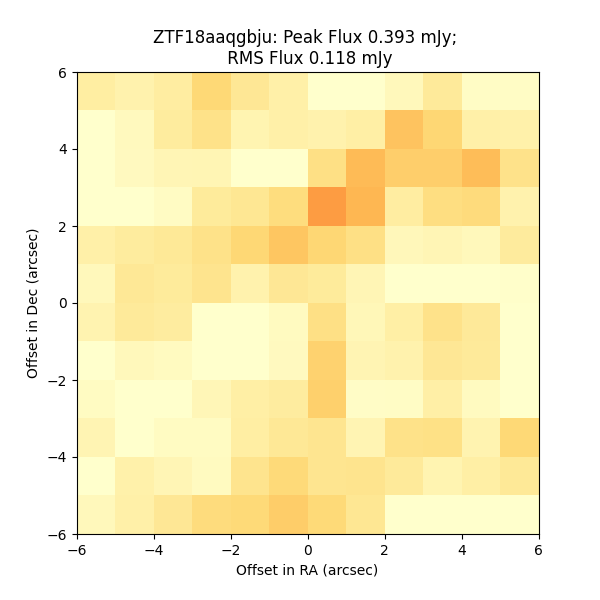 ZTF18aaqgbju: Peak Flux 0.393 mJy;
RMS Flux 0.118 mJy
6
4
2
0
−2
−4
−6
Offset in Dec (arcsec)
−6 −4 −2 0 2 4 6
Offset in RA (arcsec)